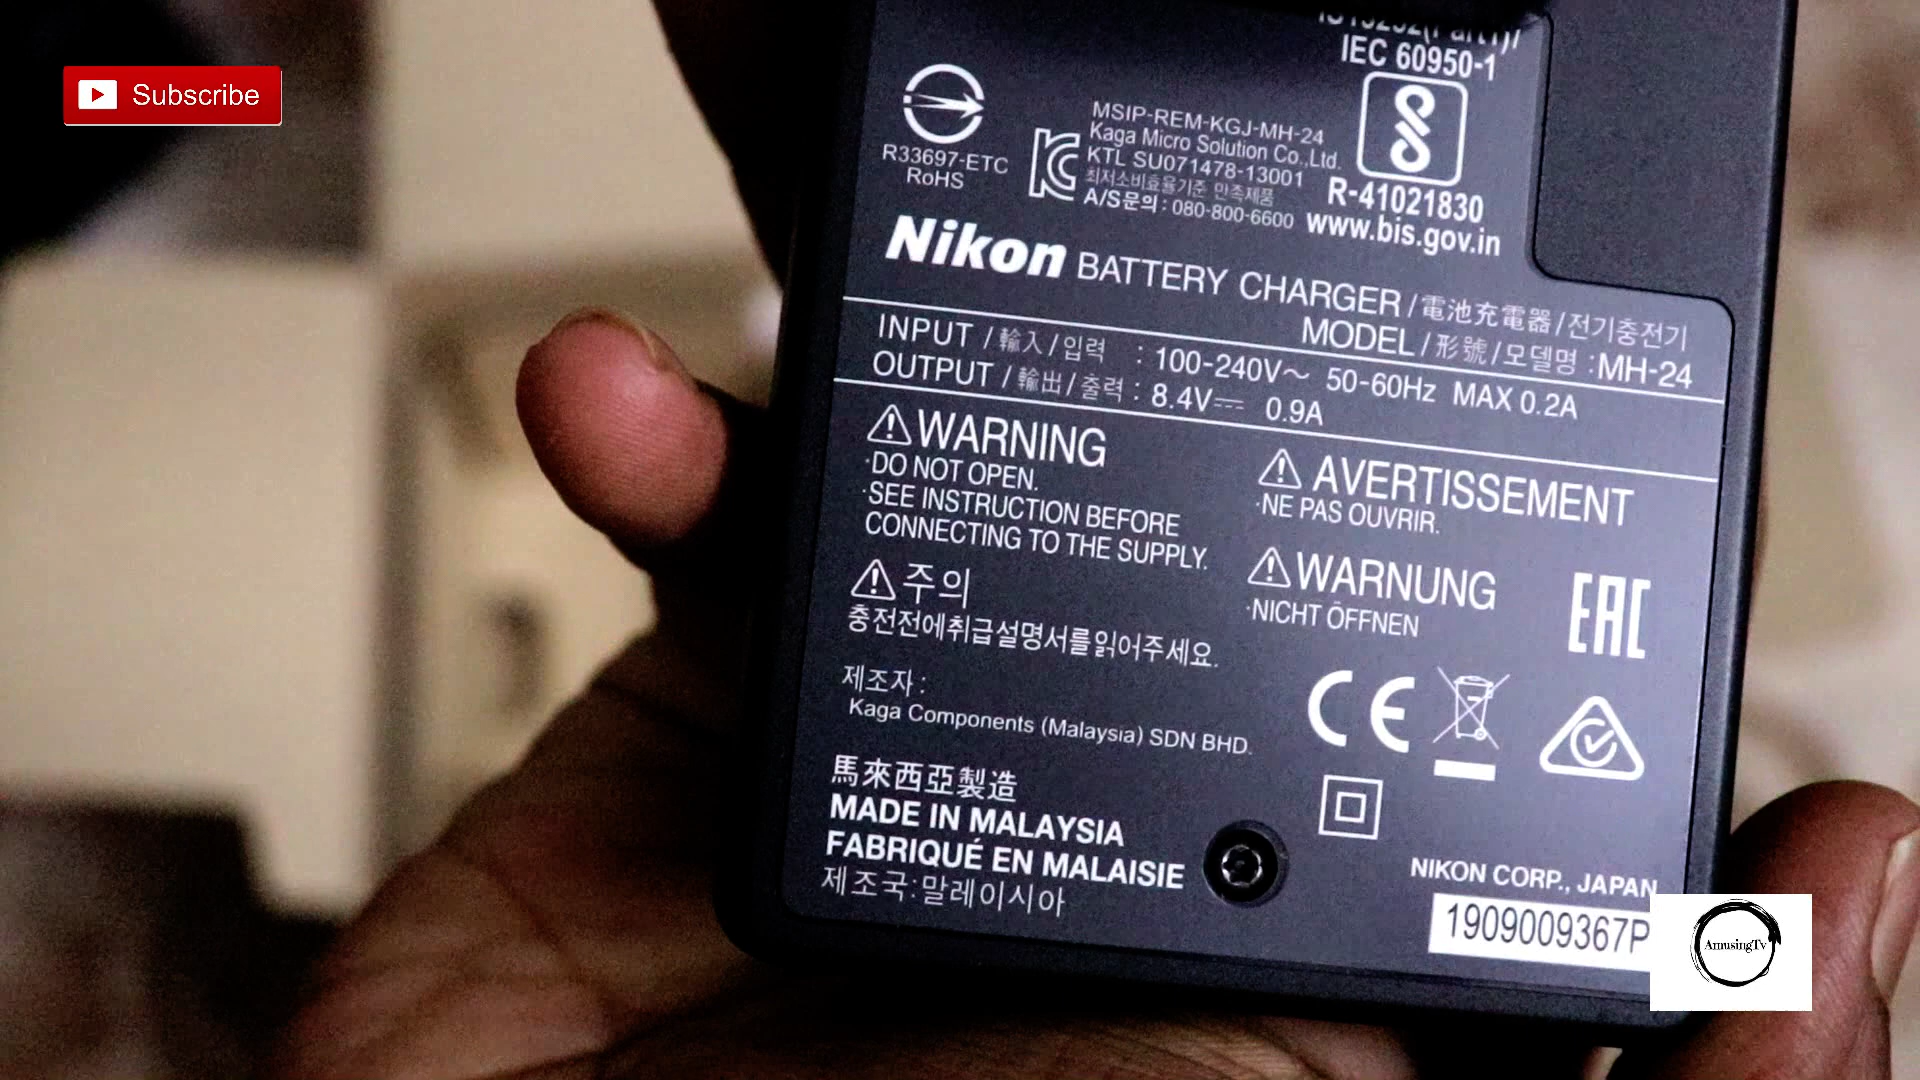 Subscribe
IEC 60950-1
R33697-ETC
RoHS
MSIP-REM-KGJ-MH-24
Kaga Micro Solution Co.,Ltd.
KTL SU071478-13001
최저소비효율기준 만족제품
A/S문의 : 080-800-6600
R-41021830
www.bis.gov.in
Nikon BATTERY CHARGER / 電池充電器 / 전기충전기
MODEL / 形號 / 모델명 : MH-24
INPUT / 輸入 / 입력 : 100-240V～ 50-60Hz MAX 0.2A
OUTPUT / 輸出 / 출력 : 8.4V⎓ 0.9A
⚠WARNING
·DO NOT OPEN.
·SEE INSTRUCTION BEFORE
CONNECTING TO THE SUPPLY.
⚠AVERTISSEMENT
·NE PAS OUVRIR.
⚠주의
충전전에취급설명서를읽어주세요.
⚠WARNUNG
·NICHT ÖFFNEN
EAC
제조자 :
Kaga Components (Malaysia) SDN BHD.
CE
馬來西亞製造
MADE IN MALAYSIA
FABRIQUÉ EN MALAISIE
제조국:말레이시아
NIKON CORP., JAPAN
1909009367P
AmusingTv